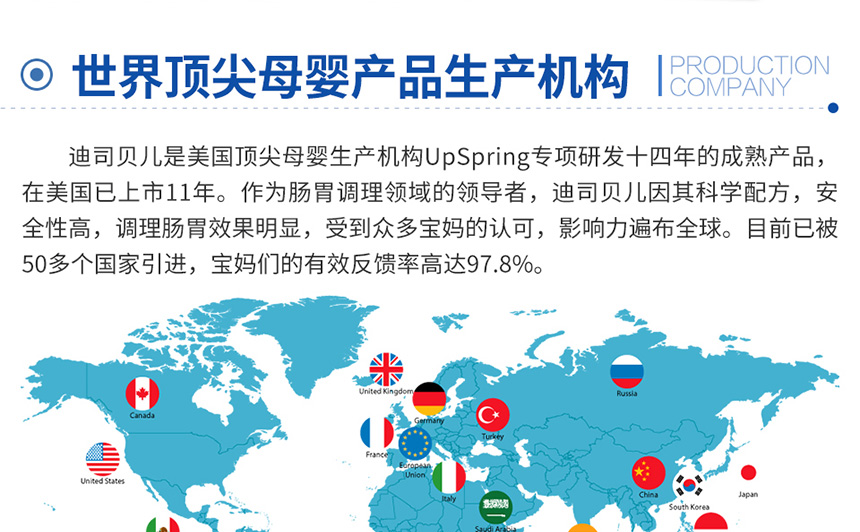 世界顶尖母婴产品生产机构
PRODUCTION
COMPANY
迪司贝儿是美国顶尖母婴生产机构UpSpring专项研发十四年的成熟产品，
在美国已上市11年。作为肠胃调理领域的领导者，迪司贝儿因其科学配方，安
全性高，调理肠胃效果明显，受到众多宝妈的认可，影响力遍布全球。目前已被
50多个国家引进，宝妈们的有效反馈率高达97.8%。
United Kingdom
Russia
Canada
Germany
Turkey
France
European
Union
United States
Italy
China
South Korea
Japan
Saudi Arabia